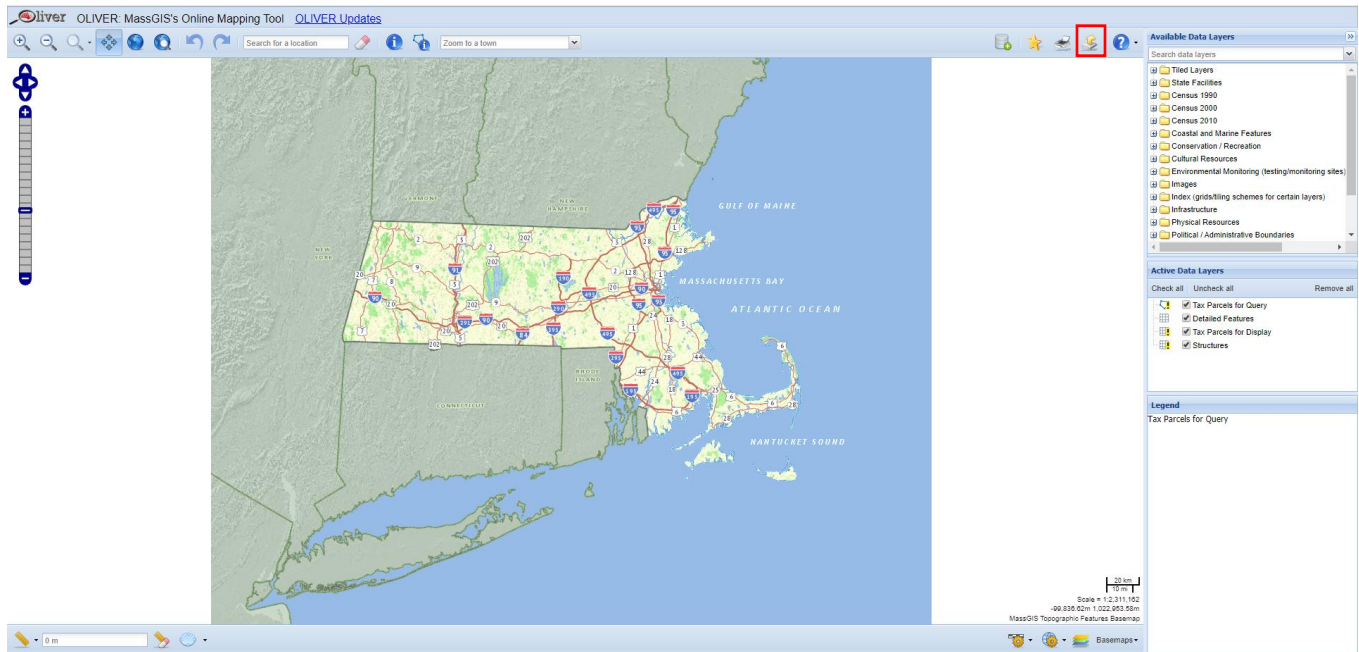 Oliver OLIVER: MassGIS's Online Mapping Tool OLIVER Updates
Search for a location
Zoom to a town
Available Data Layers
Search data layers
Tiled Layers
State Facilities
Census 1990
Census 2000
Census 2010
Coastal and Marine Features
Conservation / Recreation
Cultural Resources
Environmental Monitoring (testing/monitoring sites)
Images
Index (grids/tiling schemes for certain layers)
Infrastructure
Physical Resources
Political / Administrative Boundaries
Active Data Layers
Check all Uncheck all Remove all
Tax Parcels for Query
Detailed Features
Tax Parcels for Display
Structures
Legend
Tax Parcels for Query
VERMONT
NEW
HAMPSHIRE
GULF OF MAINE
NEW
YORK
MASSACHUSETTS BAY
ATLANTIC OCEAN
RHODE
ISLAND
CONNECTICUT
NANTUCKET SOUND
20 km
10 mi
Scale = 1:2,311,162
-99,836.62m 1,022,953.58m
MassGIS Topographic Features Basemap
0 m
Basemaps